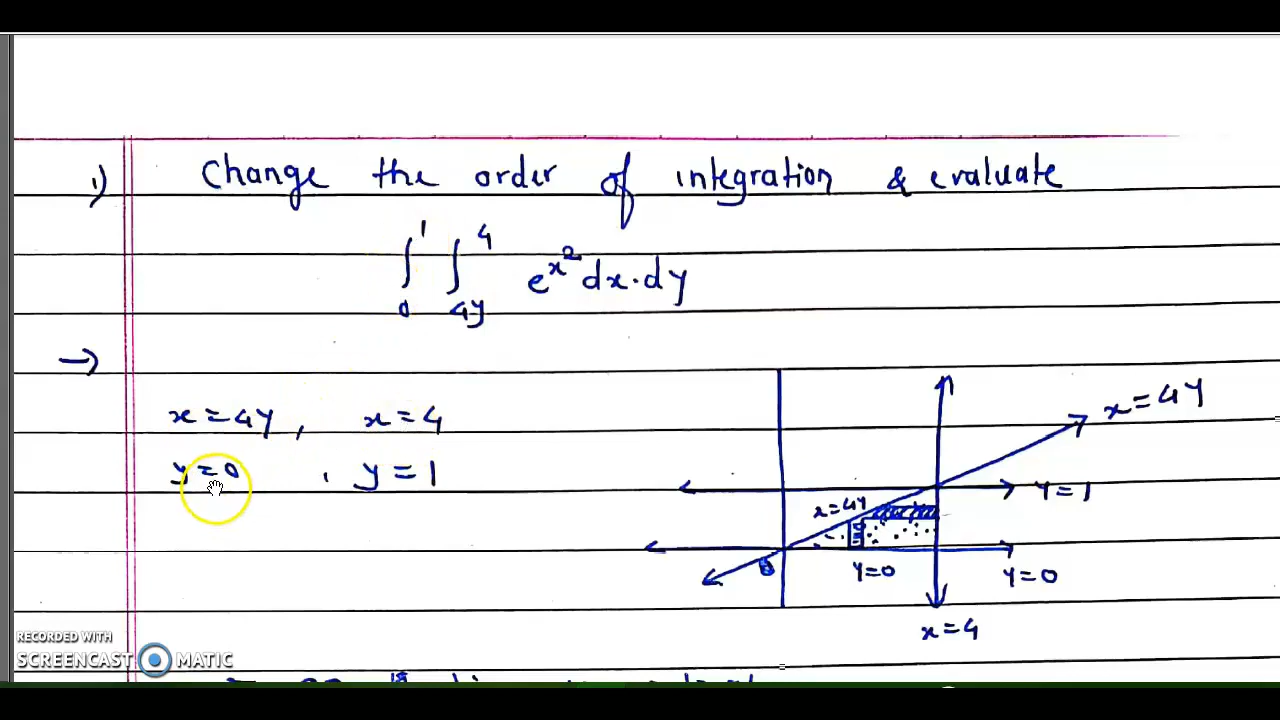 1) Change the order of integration & evaluate
∫₀¹ ∫₄y⁴ e^x² dx.dy
→
x = 4y , x = 4
y = 0 , y = 1
x = 4y
y = 1
x = 4y
y = 0
y = 0
x = 4
RECORDED WITH
SCREENCAST MATIC